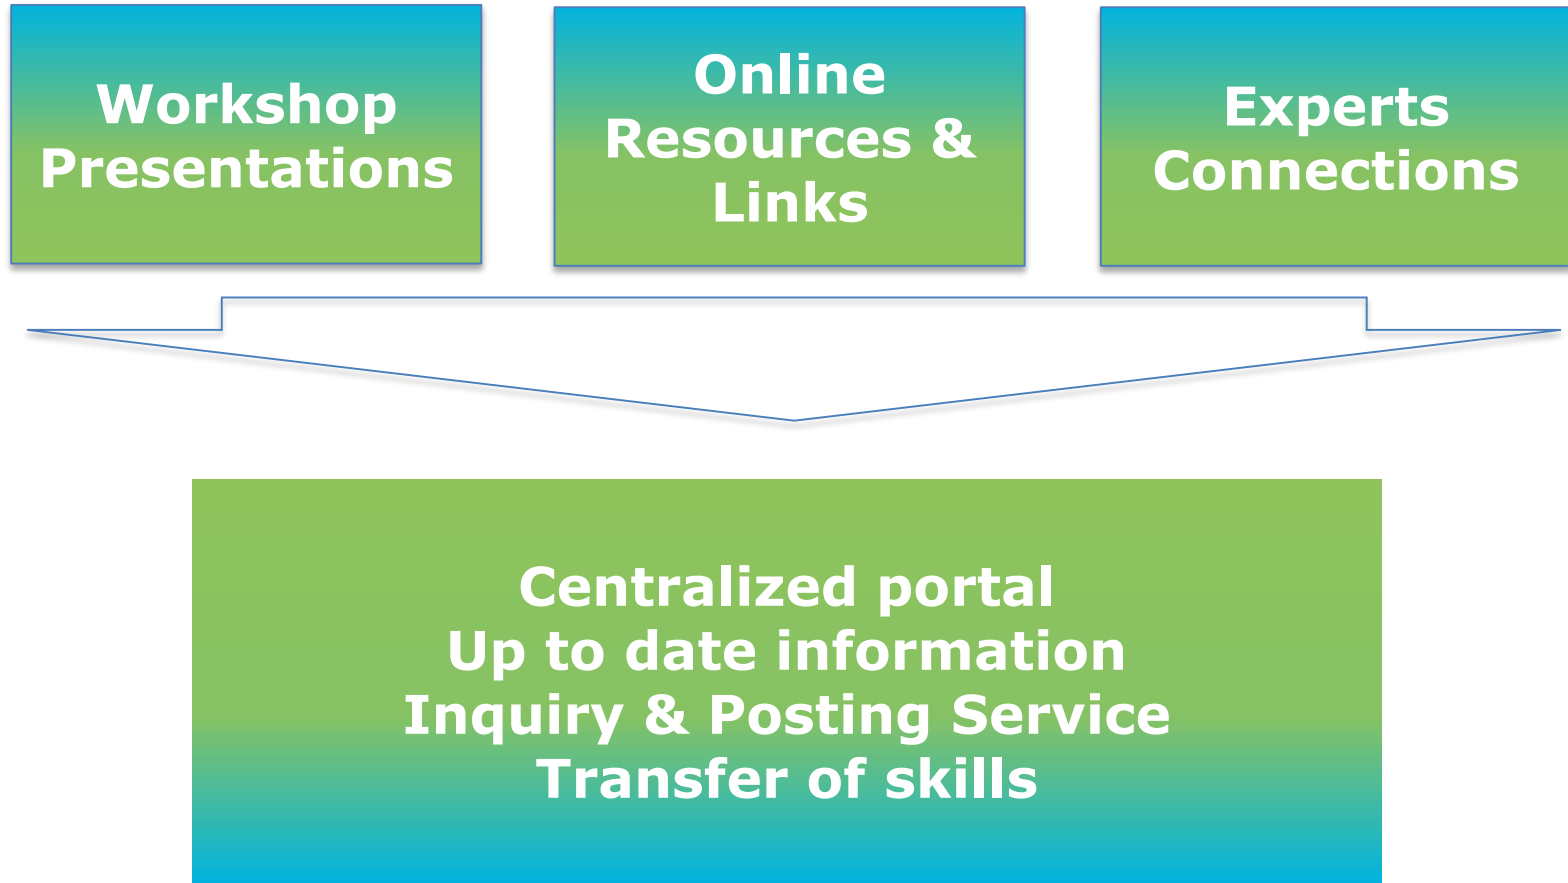 Workshop
Presentations
Online
Resources &
Links
Experts
Connections
Centralized portal
Up to date information
Inquiry & Posting Service
Transfer of skills